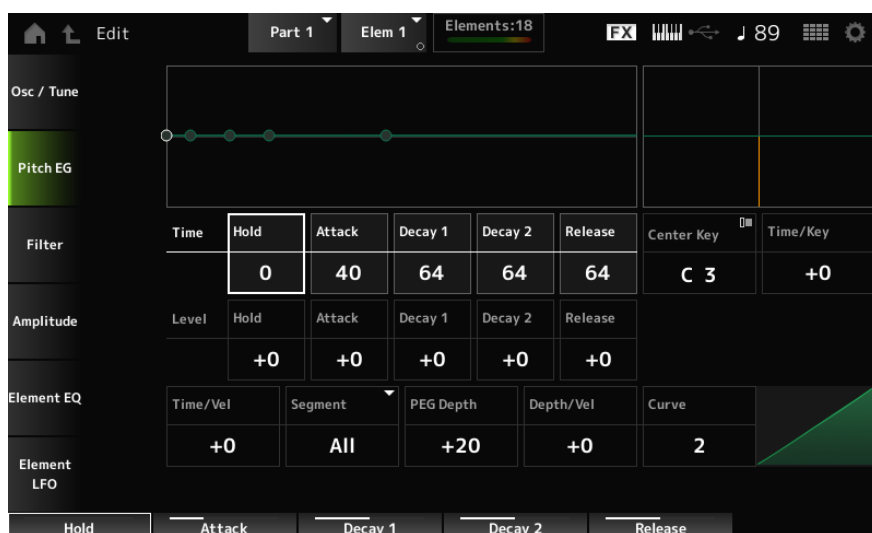 Edit Part 1 Elem 1 Elements:18 FX ♩ 89
Osc / Tune
Pitch EG
Filter
Amplitude
Element EQ
Element
LFO
Time Hold Attack Decay 1 Decay 2 Release Center Key Time/Key
0 40 64 64 64 C 3 +0
Level Hold Attack Decay 1 Decay 2 Release
+0 +0 +0 +0 +0
Time/Vel Segment PEG Depth Depth/Vel Curve
+0 All +20 +0 2
Hold Attack Decay 1 Decay 2 Release